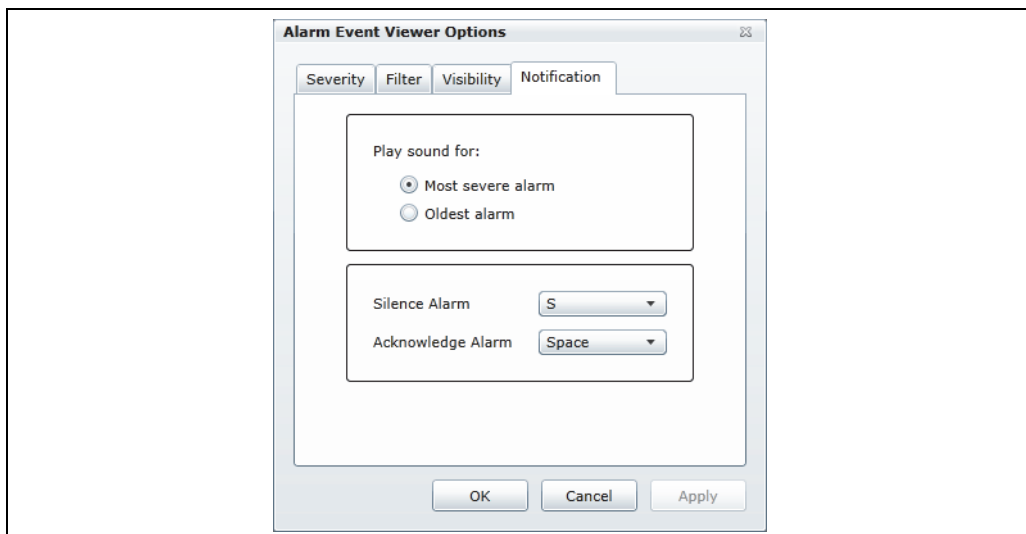 Alarm Event Viewer Options
Severity Filter Visibility Notification
Play sound for:
Most severe alarm
Oldest alarm
Silence Alarm S
Acknowledge Alarm Space
OK Cancel Apply